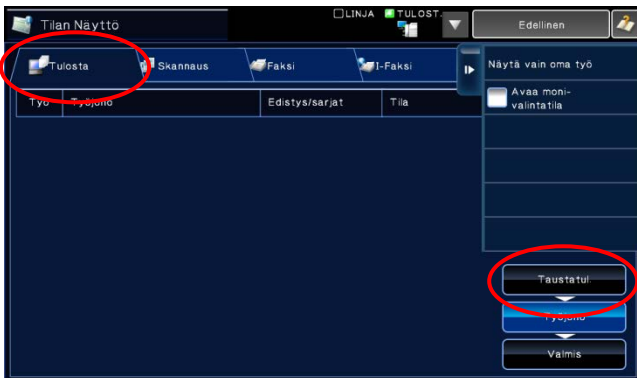 Tilan Näyttö
LINJA TULOST.
Edellinen
Tulosta Skannaus Faksi I-Faksi
Näytä vain oma työ
Avaa moni-
valintatila
Työ Työjono Edistys/sarjat Tila
Taustatul.
Työjono
Valmis